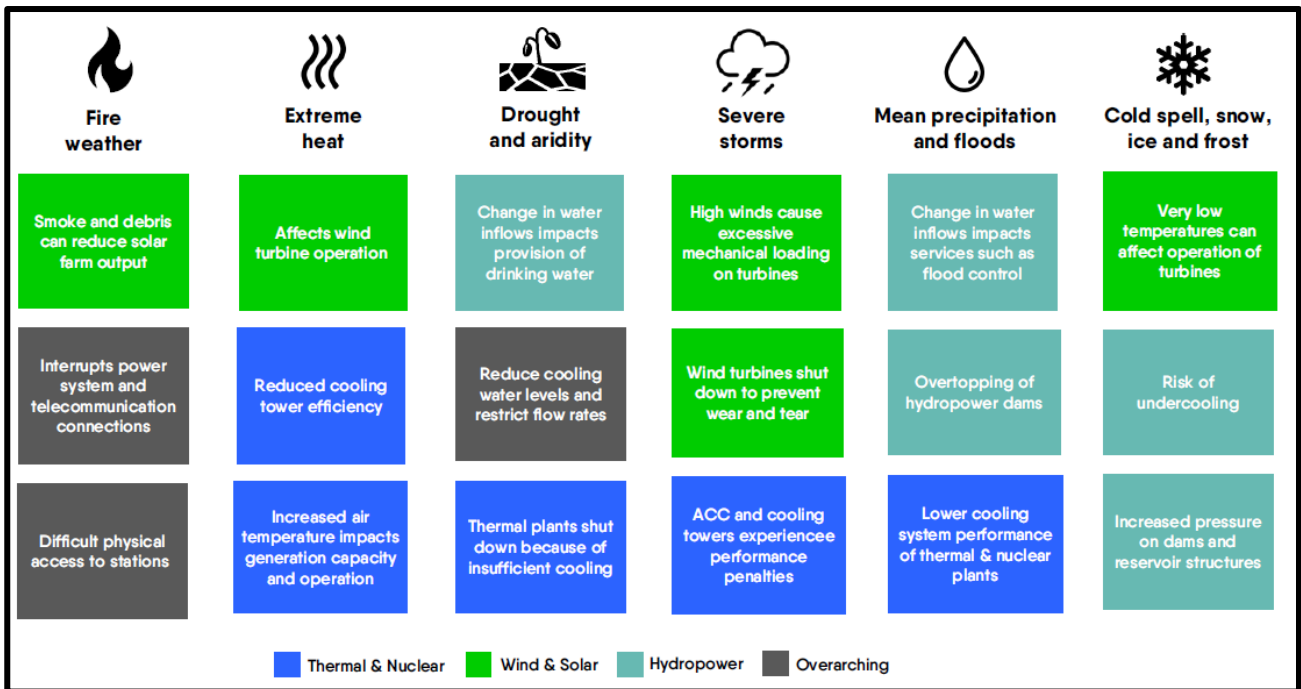 Fire
weather
Extreme
heat
Drought
and aridity
Severe
storms
Mean precipitation
and floods
Cold spell, snow,
ice and frost
Smoke and debris
can reduce solar
farm output
Affects wind
turbine operation
Change in water
inflows impacts
provision of
drinking water
High winds cause
excessive
mechanical loading
on turbines
Change in water
inflows impacts
services such as
flood control
Very low
temperatures can
affect operation of
turbines
Interrupts power
system and
telecommunication
connections
Reduced cooling
tower efficiency
Reduce cooling
water levels and
restrict flow rates
Wind turbines shut
down to prevent
wear and tear
Overtopping of
hydropower dams
Risk of
undercooling
Difficult physical
access to stations
Increased air
temperature impacts
generation capacity
and operation
Thermal plants shut
down because of
insufficient cooling
ACC and cooling
towers experiencee
performance
penalties
Lower cooling
system performance
of thermal & nuclear
plants
Increased pressure
on dams and
reservoir structures
Thermal & Nuclear
Wind & Solar
Hydropower
Overarching